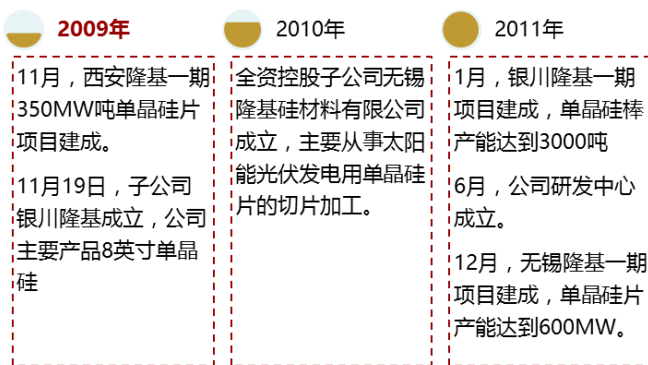 2009年
11月，西安隆基一期
350MW吨单晶硅片
项目建成。
11月19日，子公司
银川隆基成立，公司
主要产品8英寸单晶
硅
2010年
全资控股子公司无锡
隆基硅材料有限公司
成立，主要从事太阳
能光伏发电用单晶硅
片的切片加工。
2011年
1月，银川隆基一期
项目建成，单晶硅棒
产能达到3000吨
6月，公司研发中心
成立。
12月，无锡隆基一期
项目建成，单晶硅片
产能达到600MW。